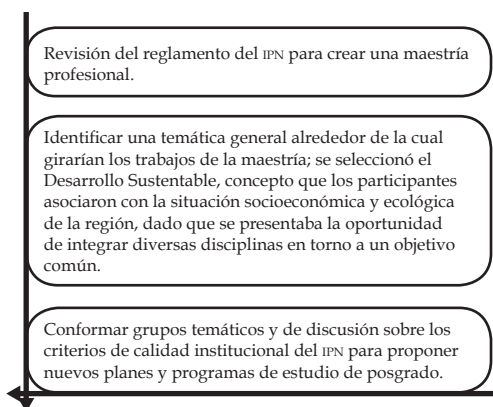 Revisión del reglamento del IPN para crear una maestría
profesional.
Identificar una temática general alrededor de la cual
girarían los trabajos de la maestría; se seleccionó el
Desarrollo Sustentable, concepto que los participantes
asociaron con la situación socioeconómica y ecológica
de la región, dado que se presentaba la oportunidad
de integrar diversas disciplinas en torno a un objetivo
común.
Conformar grupos temáticos y de discusión sobre los
criterios de calidad institucional del IPN para proponer
nuevos planes y programas de estudio de posgrado.